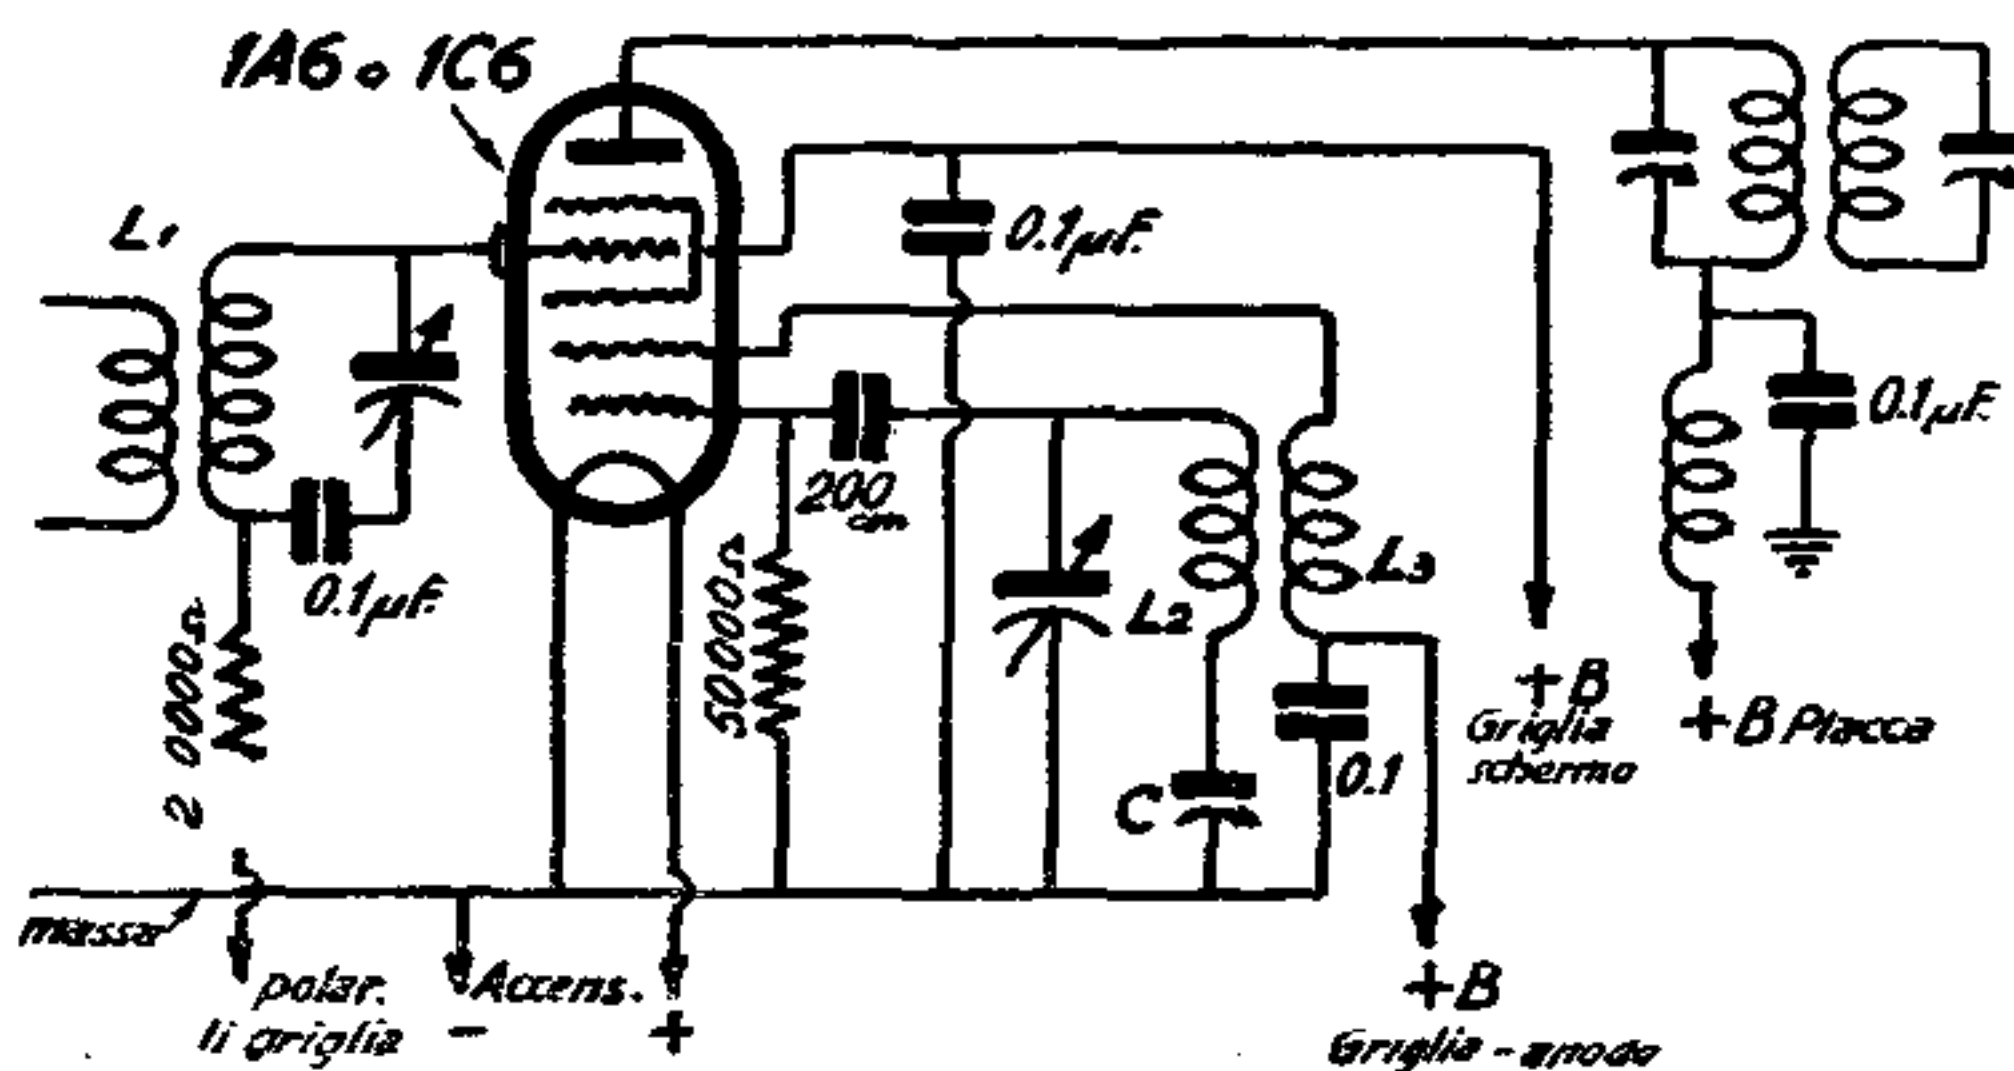 1A6 o 1C6
L1
0.1µF.
0.1µF.
200
cm
0.1µF.
50000Ω
L2
L3
+B
Griglia
schermo
+B Placca
C
0.1
massa
polar.
li griglia
Accens.
-
+
+B
Griglia - anodo